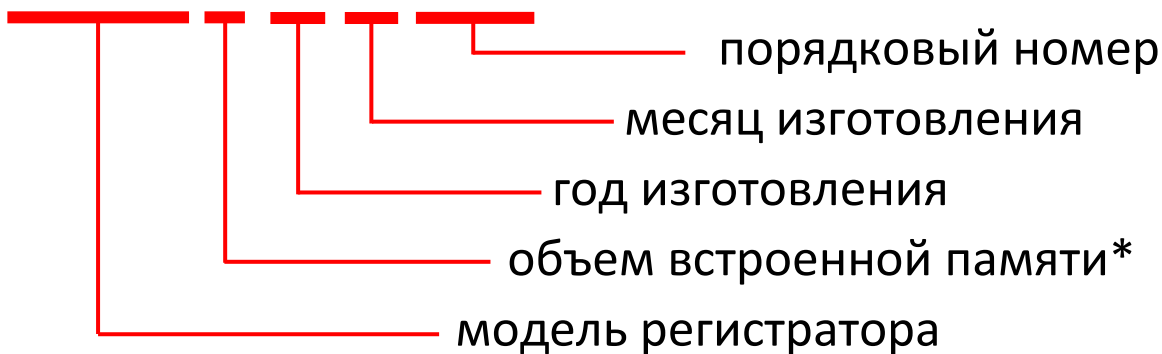 порядковый номер
месяц изготовления
год изготовления
объем встроенной памяти*
модель регистратора